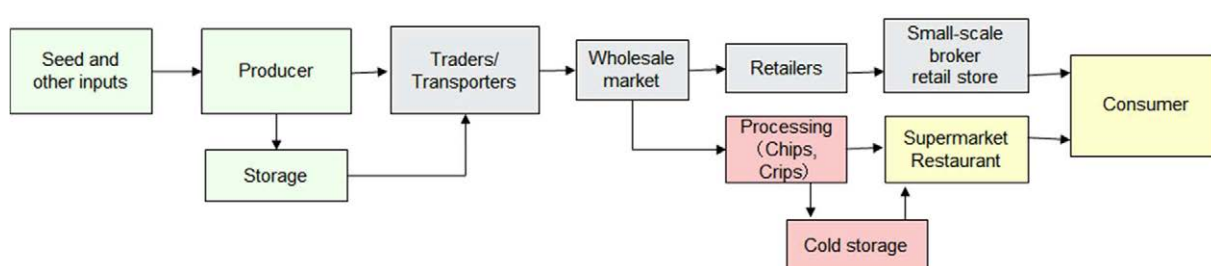 Seed and
other inputs
Producer
Storage
Traders/
Transporters
Wholesale
market
Retailers
Small-scale
broker
retail store
Processing
（Chips,
Crips）
Supermarket
Restaurant
Cold storage
Consumer